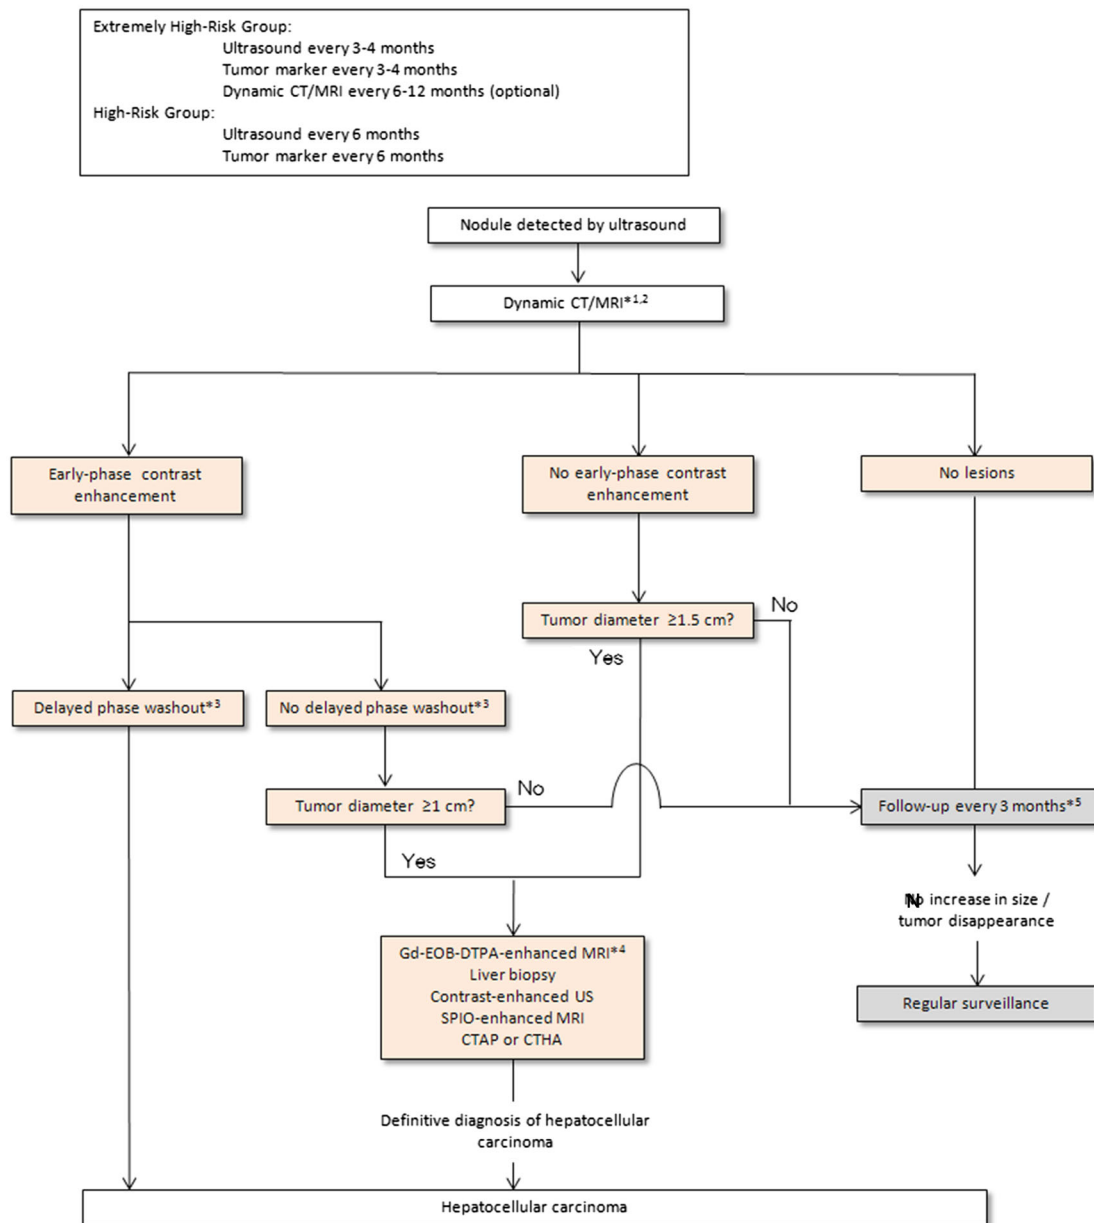 Extremely High-Risk Group:
Ultrasound every 3-4 months
Tumor marker every 3-4 months
Dynamic CT/MRI every 6-12 months (optional)
High-Risk Group:
Ultrasound every 6 months
Tumor marker every 6 months
Nodule detected by ultrasound
Dynamic CT/MRI*1,2
Early-phase contrast
enhancement
No early-phase contrast
enhancement
No lesions
Tumor diameter ≥1.5 cm?
No
Yes
Delayed phase washout*3
No delayed phase washout*3
Tumor diameter ≥1 cm?
No
Yes
Follow-up every 3 months*5
No increase in size /
tumor disappearance
Regular surveillance
Gd-EOB-DTPA-enhanced MRI*4
Liver biopsy
Contrast-enhanced US
SPIO-enhanced MRI
CTAP or CTHA
Definitive diagnosis of hepatocellular
carcinoma
Hepatocellular carcinoma